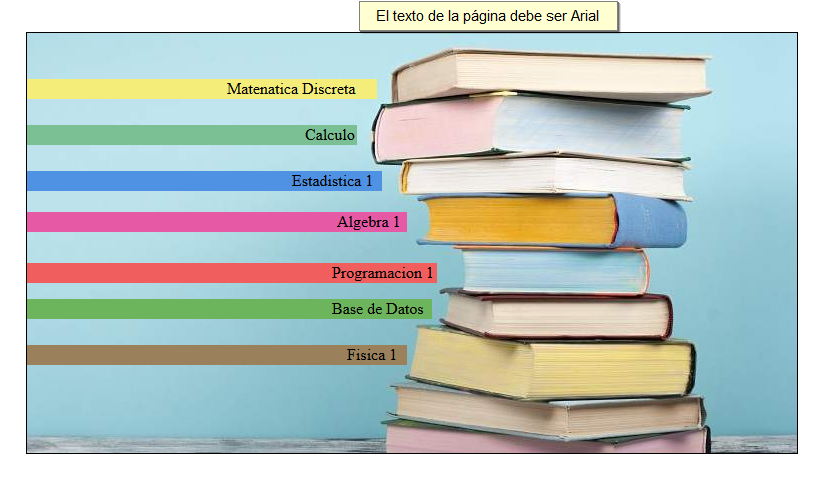 El texto de la página debe ser Arial
Matenatica Discreta
Calculo
Estadistica 1
Algebra 1
Programacion 1
Base de Datos
Fisica 1